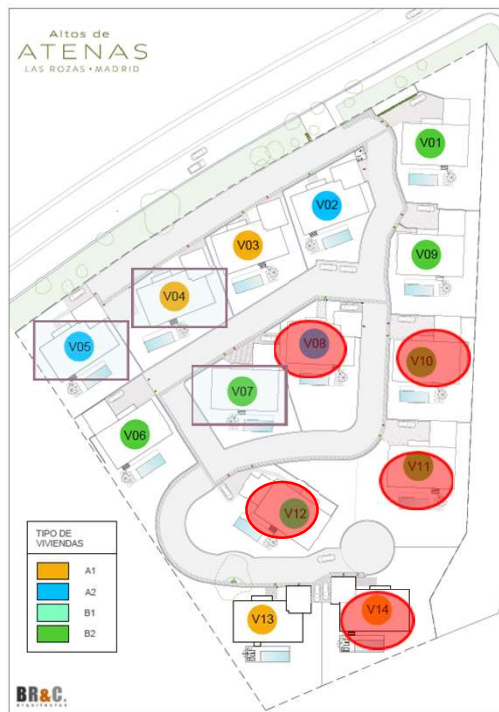 Altos de
ATENAS
LAS ROZAS • MADRID
V01
V02
V03
V09
V04
V05
V08
V10
V07
V06
V11
V12
V13
V14
TIPO DE
VIVIENDAS
A1
A2
B1
B2
BR&C.
arquitectos